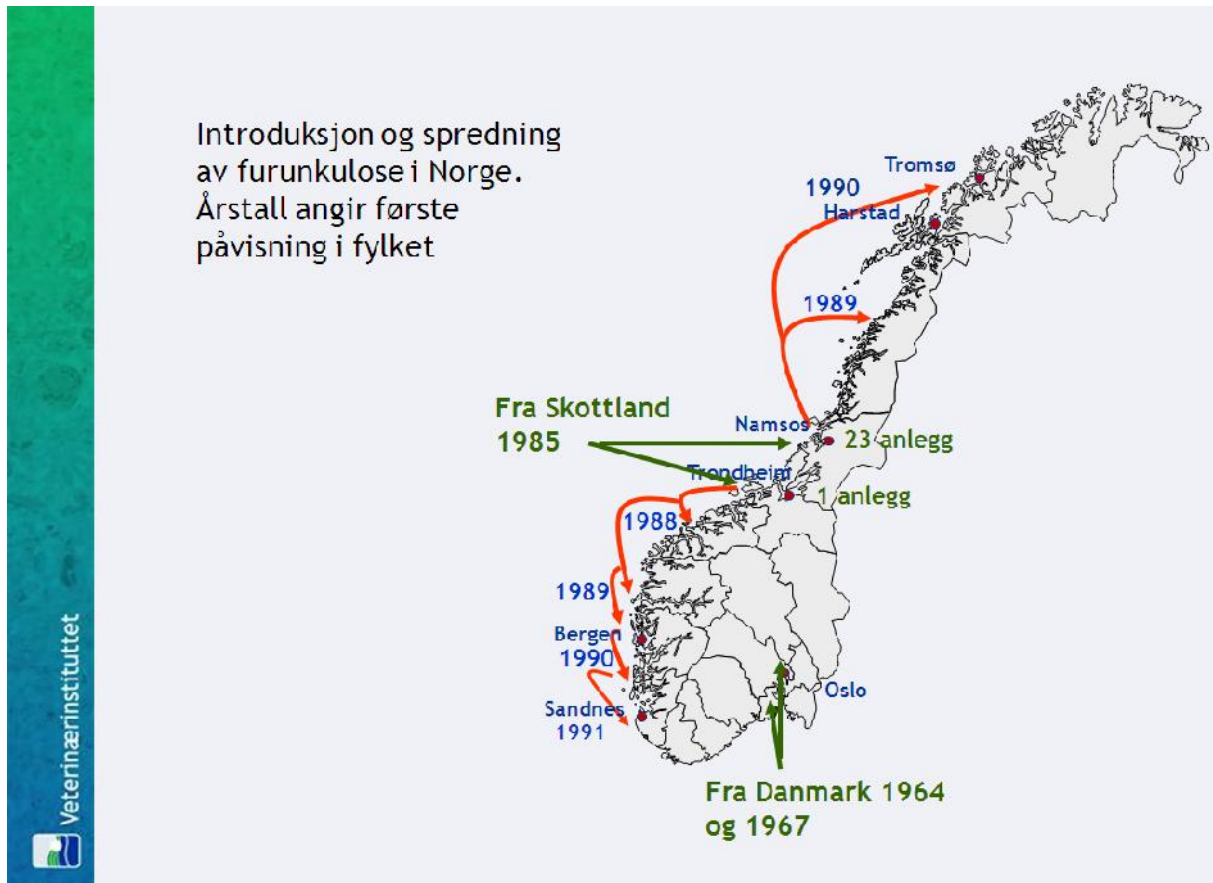 Introduksjon og spredning
av furunkulose i Norge.
Årstall angir første
påvisning i fylket
Tromsø
1990
Harstad
1989
Fra Skottland
1985
Namsos
23 anlegg
Trondheim
1 anlegg
1988
1989
Bergen
1990
Oslo
Sandnes
1991
Fra Danmark 1964
og 1967
Veterinærinstituttet